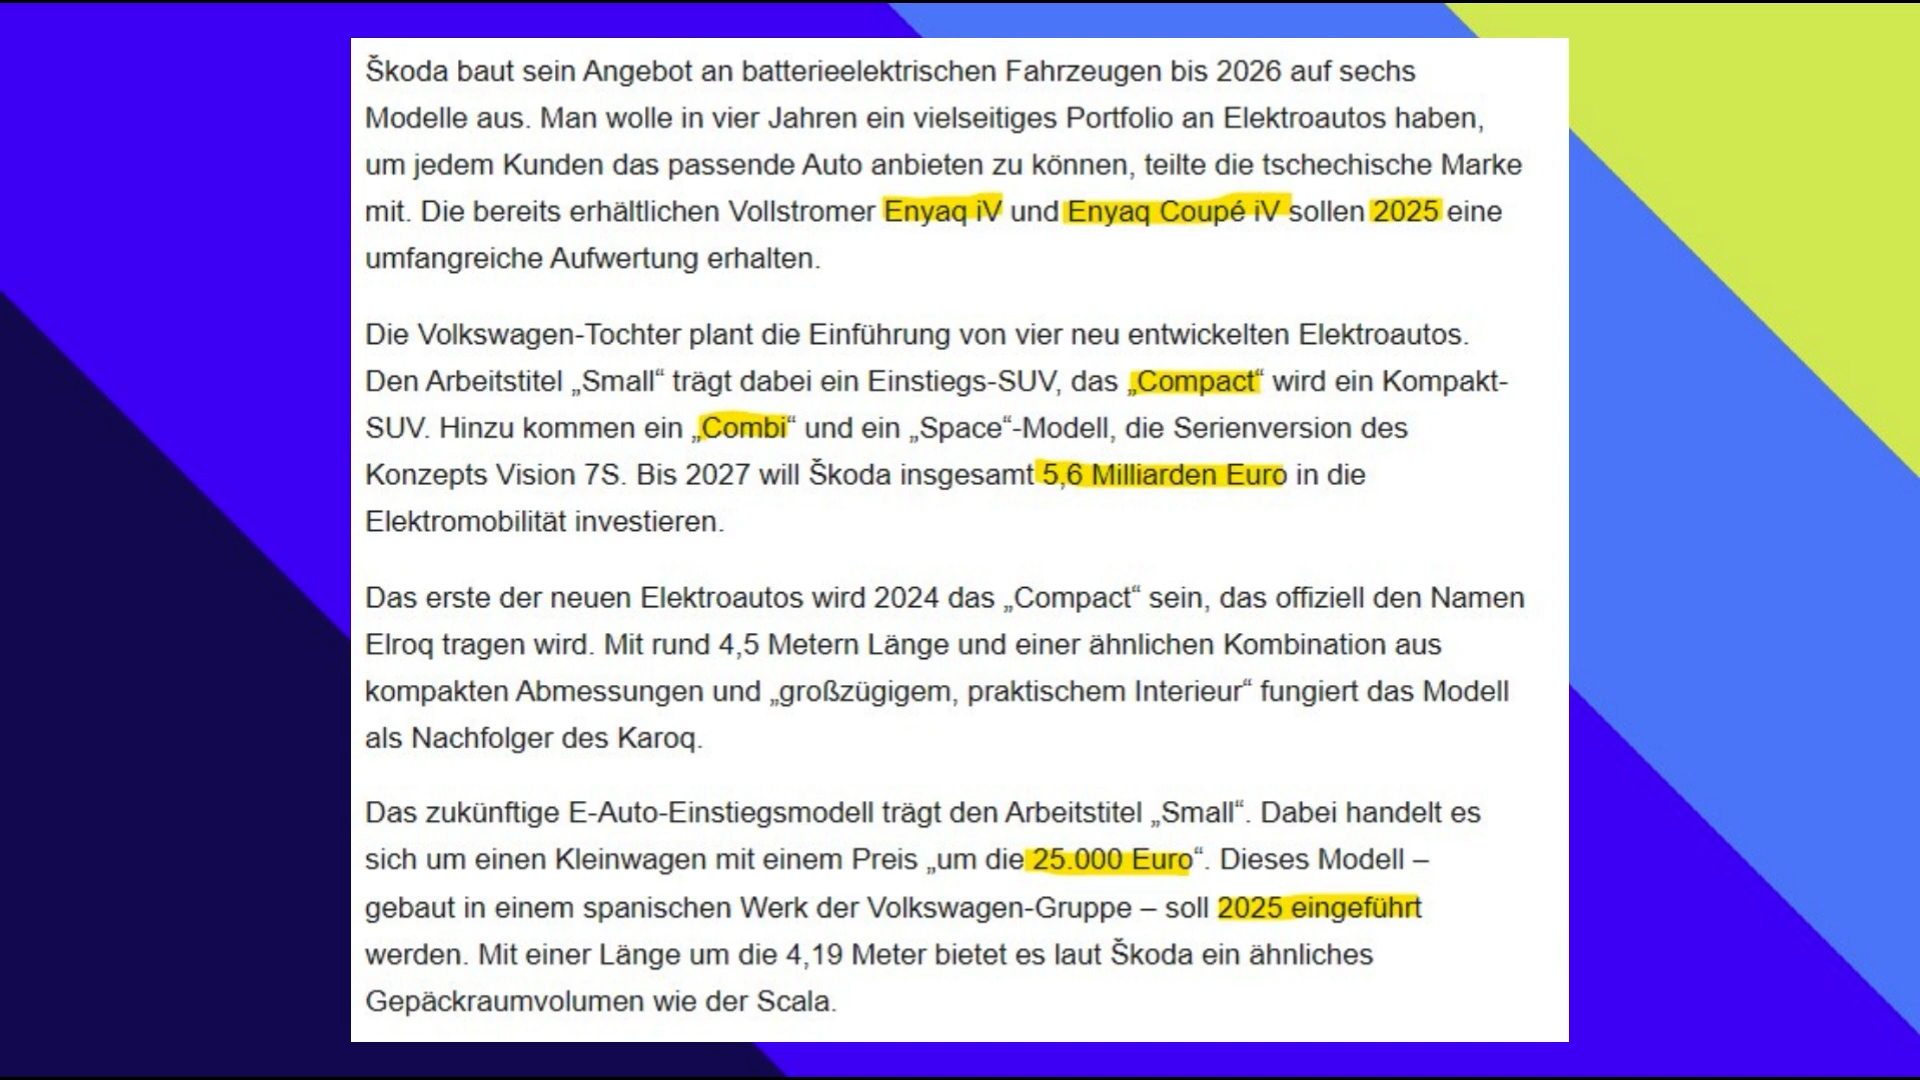 Škoda baut sein Angebot an batterieelektrischen Fahrzeugen bis 2026 auf sechs
Modelle aus. Man wolle in vier Jahren ein vielseitiges Portfolio an Elektroautos haben,
um jedem Kunden das passende Auto anbieten zu können, teilte die tschechische Marke
mit. Die bereits erhältlichen Vollstromer Enyaq iV und Enyaq Coupé iV sollen 2025 eine
umfangreiche Aufwertung erhalten.
Die Volkswagen-Tochter plant die Einführung von vier neu entwickelten Elektroautos.
Den Arbeitstitel „Small“ trägt dabei ein Einstiegs-SUV, das „Compact“ wird ein Kompakt-
SUV. Hinzu kommen ein „Combi“ und ein „Space“-Modell, die Serienversion des
Konzepts Vision 7S. Bis 2027 will Škoda insgesamt 5,6 Milliarden Euro in die
Elektromobilität investieren.
Das erste der neuen Elektroautos wird 2024 das „Compact“ sein, das offiziell den Namen
Elroq tragen wird. Mit rund 4,5 Metern Länge und einer ähnlichen Kombination aus
kompakten Abmessungen und „großzügigem, praktischem Interieur“ fungiert das Modell
als Nachfolger des Karoq.
Das zukünftige E-Auto-Einstiegsmodell trägt den Arbeitstitel „Small“. Dabei handelt es
sich um einen Kleinwagen mit einem Preis „um die 25.000 Euro“. Dieses Modell –
gebaut in einem spanischen Werk der Volkswagen-Gruppe – soll 2025 eingeführt
werden. Mit einer Länge um die 4,19 Meter bietet es laut Škoda ein ähnliches
Gepäckraumvolumen wie der Scala.